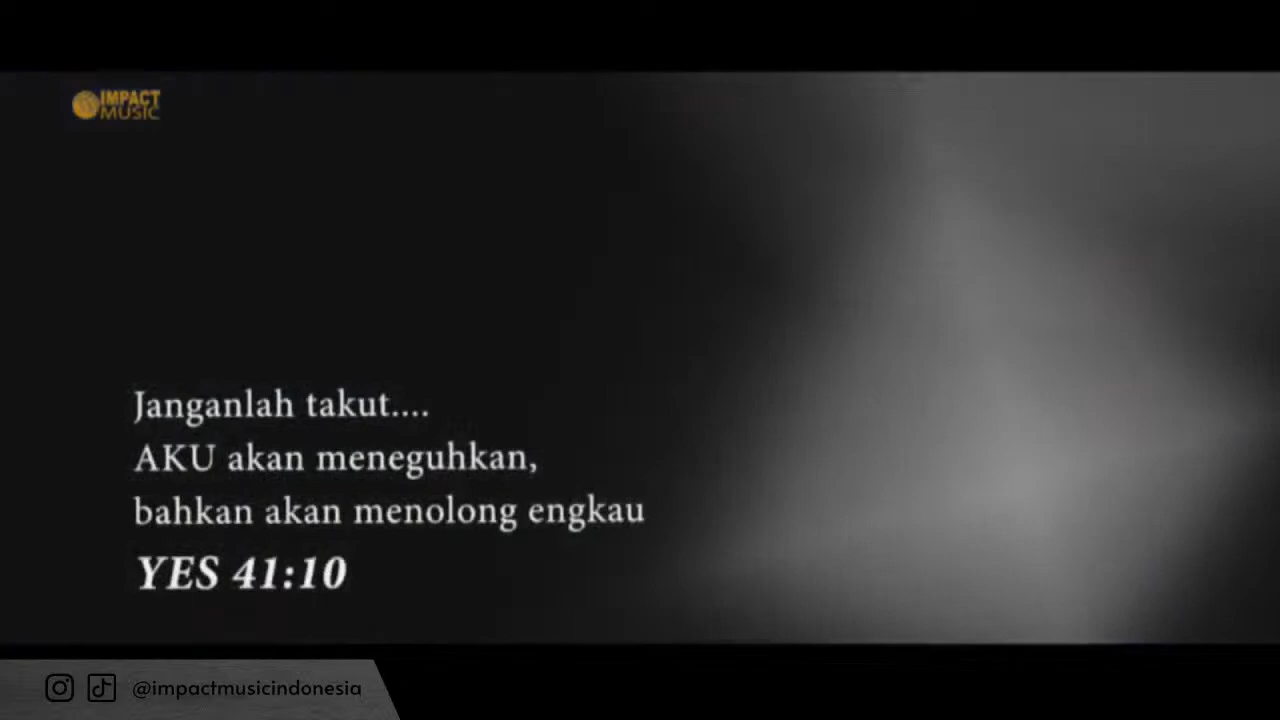 IMPACT
MUSIC
Janganlah takut....
AKU akan meneguhkan,
bahkan akan menolong engkau
YES 41:10
@impactmusicindonesia